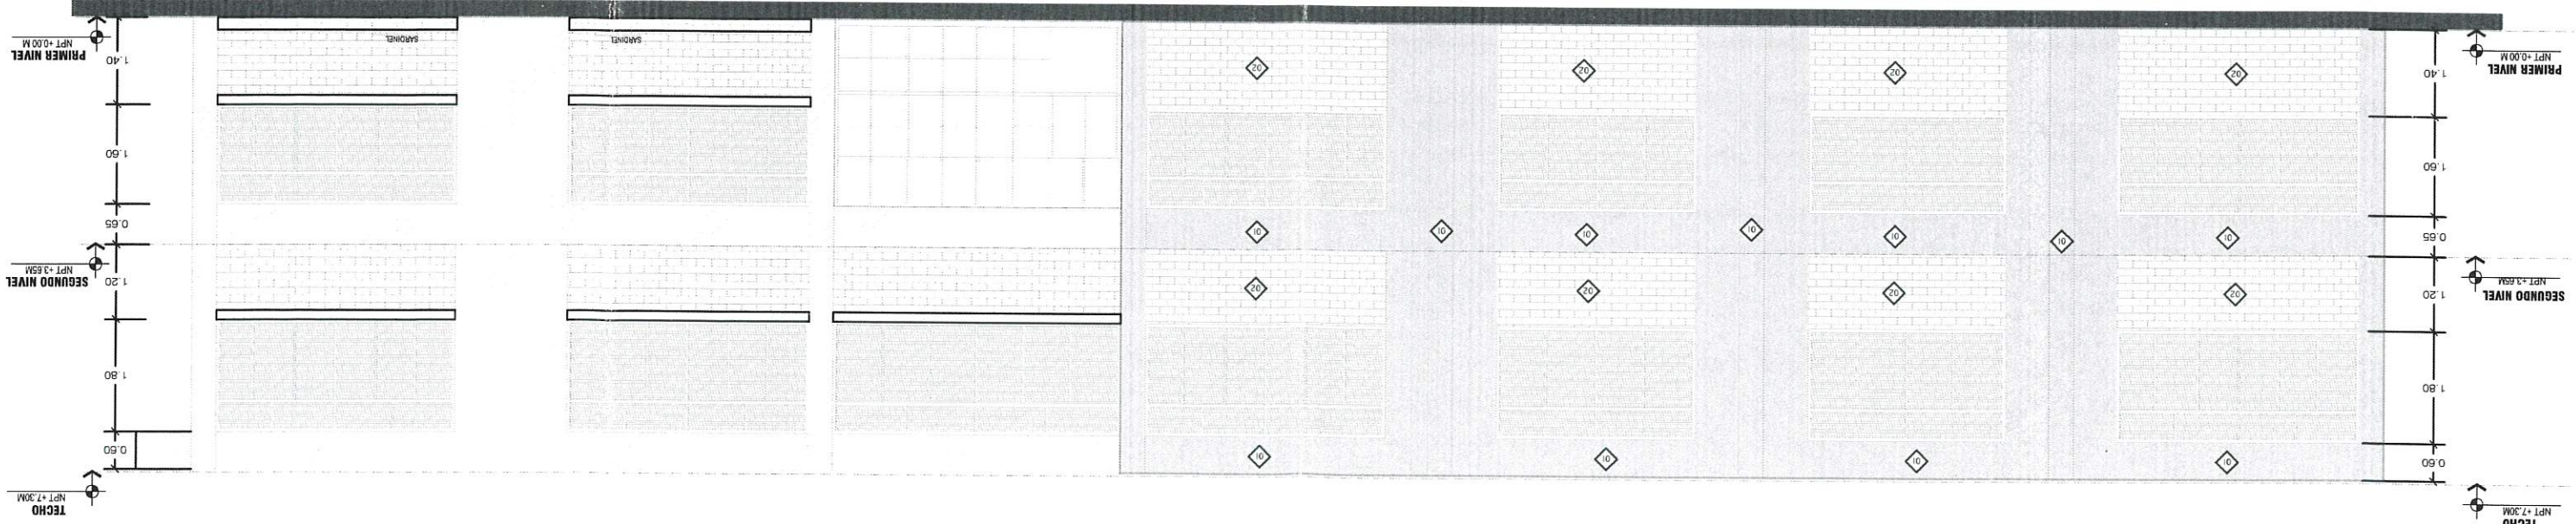 TECHO
NPT +7.30M
TECHO
NPT +7.30M
0.60
01
01
01
01
0.60
1.80
1.80
1.20
02
02
02
02
1.20
SEGUNDO NIVEL
NPT +3.65M
SEGUNDO NIVEL
NPT +3.65M
0.65
01
01
01
01
01
01
01
0.65
1.60
1.60
1.40
02
02
02
02
1.40
SARDINEL
SARDINEL
PRIMER NIVEL
NPT +0.00 M
PRIMER NIVEL
NPT +0.00 M